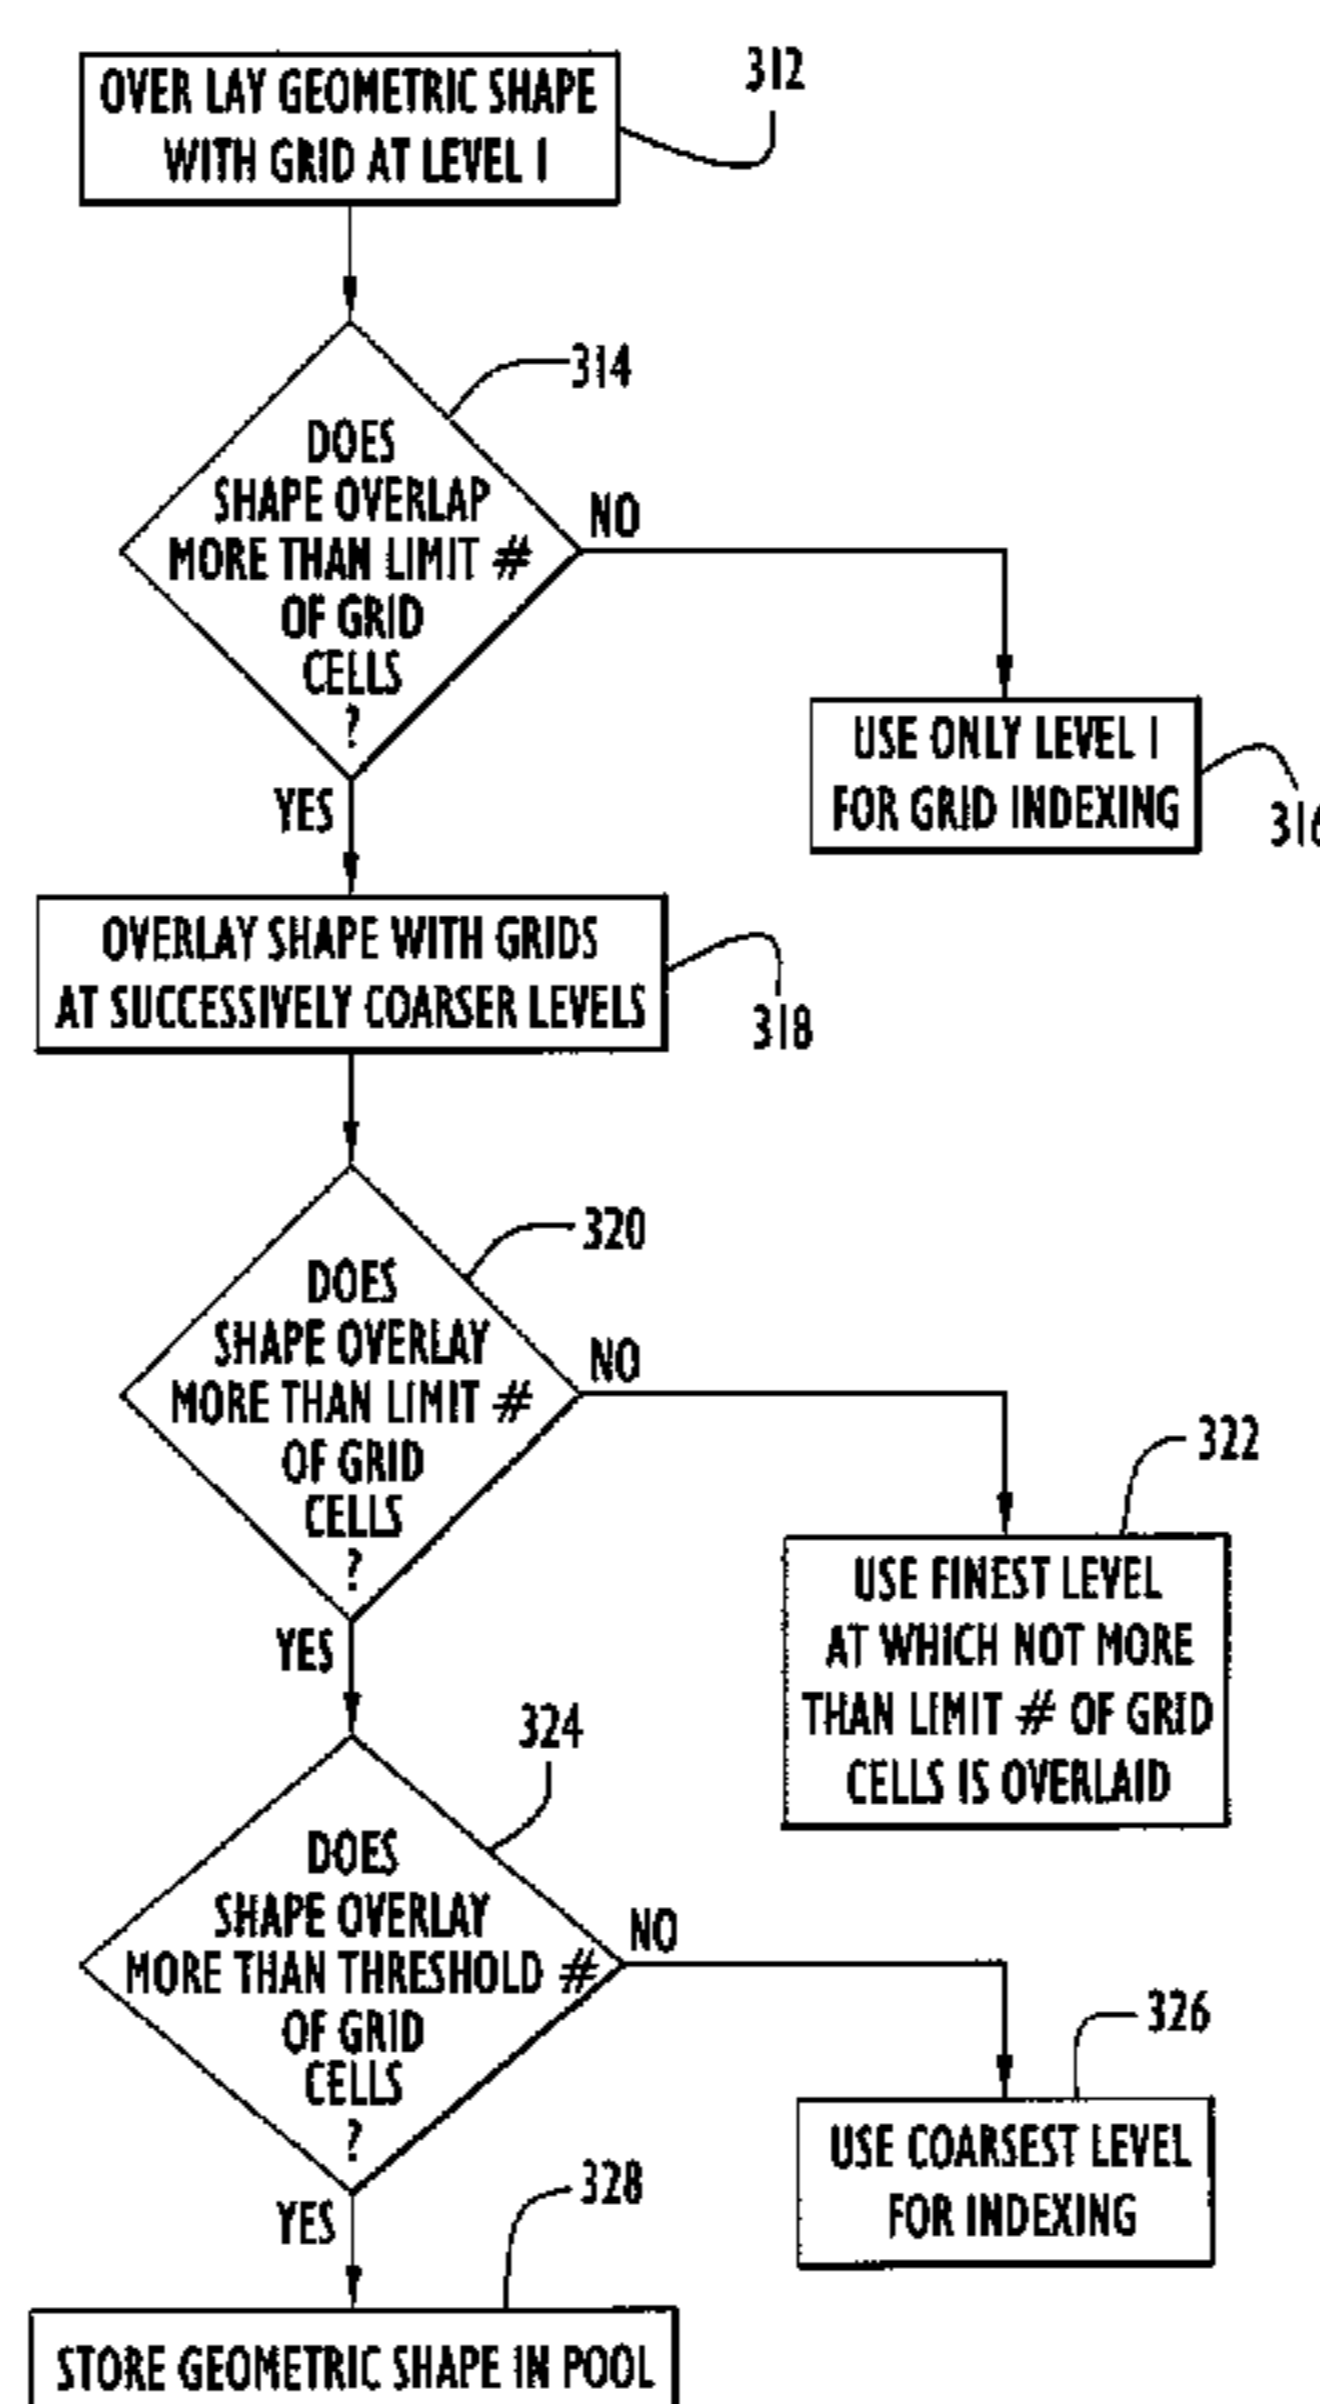 OVER LAY GEOMETRIC SHAPE
WITH GRID AT LEVEL 1
312
314
DOES
SHAPE OVERLAP
MORE THAN LIMIT #
OF GRID
CELLS
?
NO
YES
USE ONLY LEVEL 1
FOR GRID INDEXING
316
OVERLAY SHAPE WITH GRIDS
AT SUCCESSIVELY COARSER LEVELS
318
320
DOES
SHAPE OVERLAY
MORE THAN LIMIT #
OF GRID
CELLS
?
NO
YES
322
USE FINEST LEVEL
AT WHICH NOT MORE
THAN LIMIT # OF GRID
CELLS IS OVERLAID
324
DOES
SHAPE OVERLAY
MORE THAN THRESHOLD #
OF GRID
CELLS
?
NO
YES
326
USE COARSEST LEVEL
FOR INDEXING
328
STORE GEOMETRIC SHAPE IN POOL